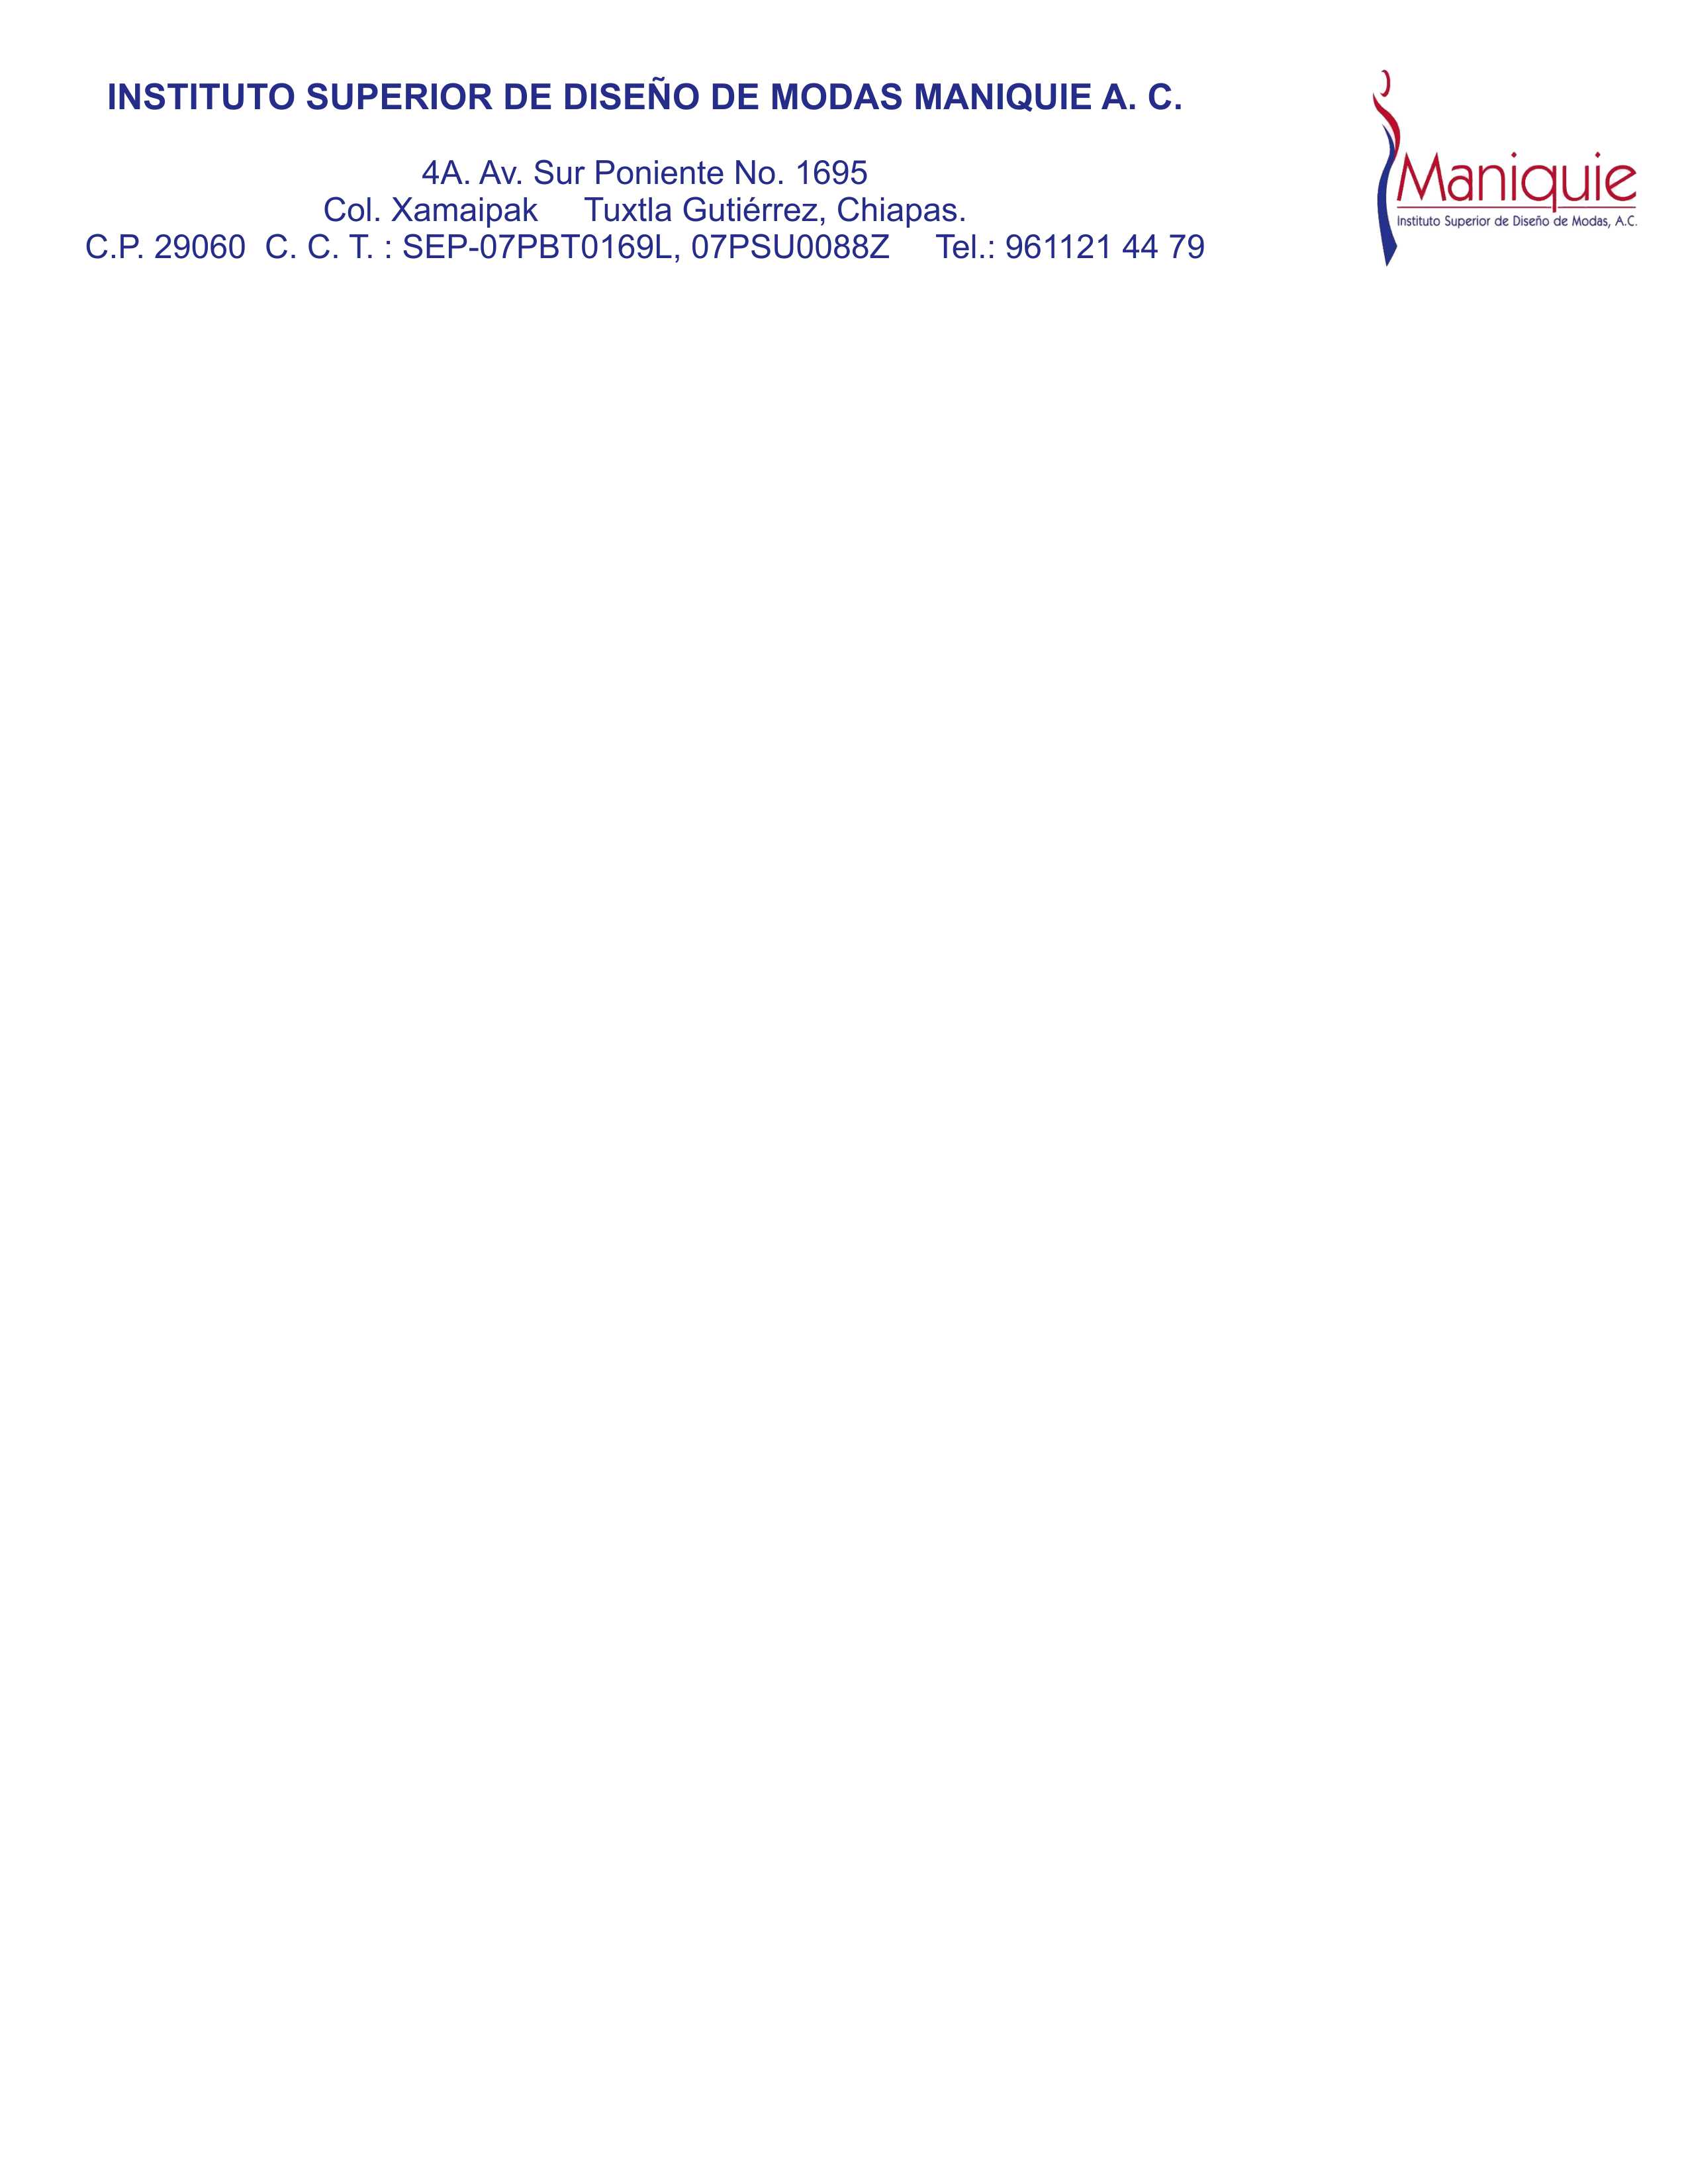 INSTITUTO SUPERIOR DE DISEÑO DE MODAS MANIQUIE A. C.
4A. Av. Sur Poniente No. 1695
Col. Xamaipak Tuxtla Gutiérrez, Chiapas.
C.P. 29060 C. C. T. : SEP-07PBT0169L, 07PSU0088Z Tel.: 961121 44 79
Maniquie
Instituto Superior de Diseño de Modas, A.C.